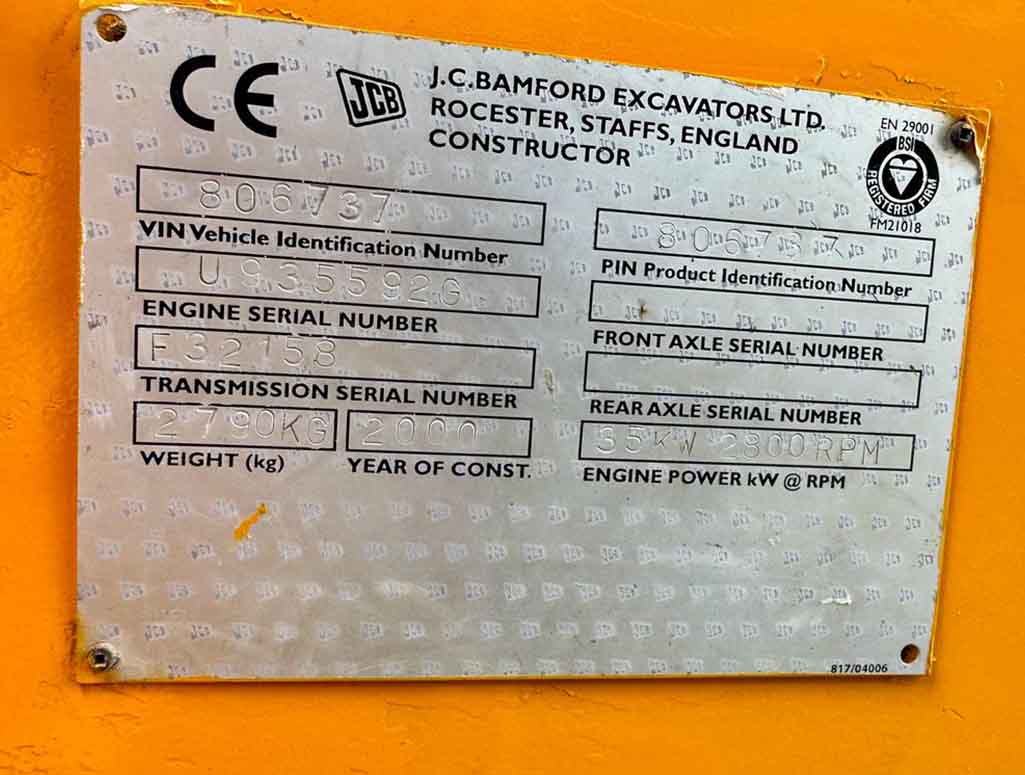 CE
JCB
J.C.BAMFORD EXCAVATORS LTD.
ROCESTER, STAFFS, ENGLAND
CONSTRUCTOR
EN 29001
BSI
REGISTERED FIRM
FM21018
806737
VIN Vehicle Identification Number
806737
PIN Product Identification Number
U935592G
ENGINE SERIAL NUMBER
FRONT AXLE SERIAL NUMBER
F32158
TRANSMISSION SERIAL NUMBER
REAR AXLE SERIAL NUMBER
2790KG
WEIGHT (kg)
2000
YEAR OF CONST.
35KW 2800RPM
ENGINE POWER kW @ RPM
817/04006